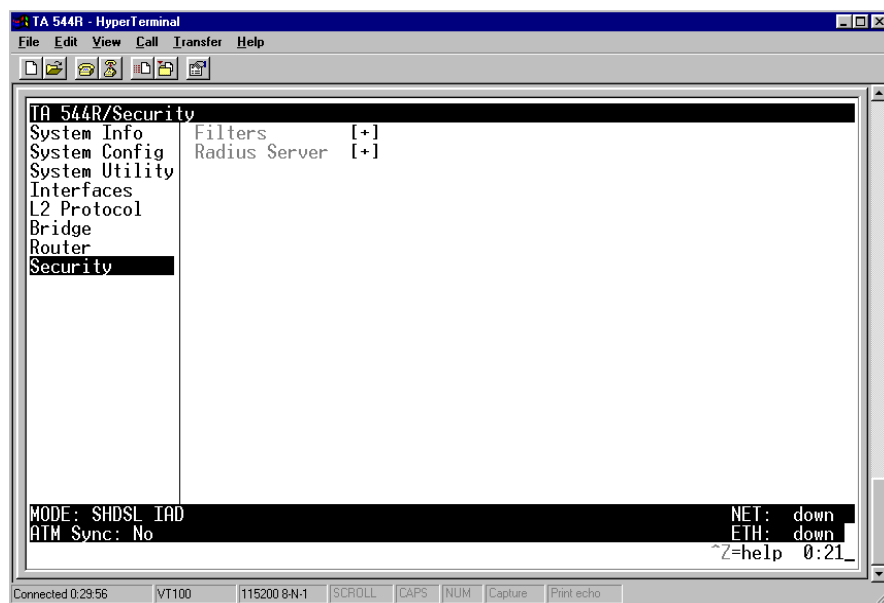 TA 544R - HyperTerminal
File Edit View Call Transfer Help
TA 544R/Security
System Info Filters [+]
System Config Radius Server [+]
System Utility
Interfaces
L2 Protocol
Bridge
Router
Security
MODE: SHDSL IAD NET: down
ATM Sync: No ETH: down
^Z=help 0:21_
Connected 0:29:56 VT100 115200 8-N-1 SCROLL CAPS NUM Capture Print echo